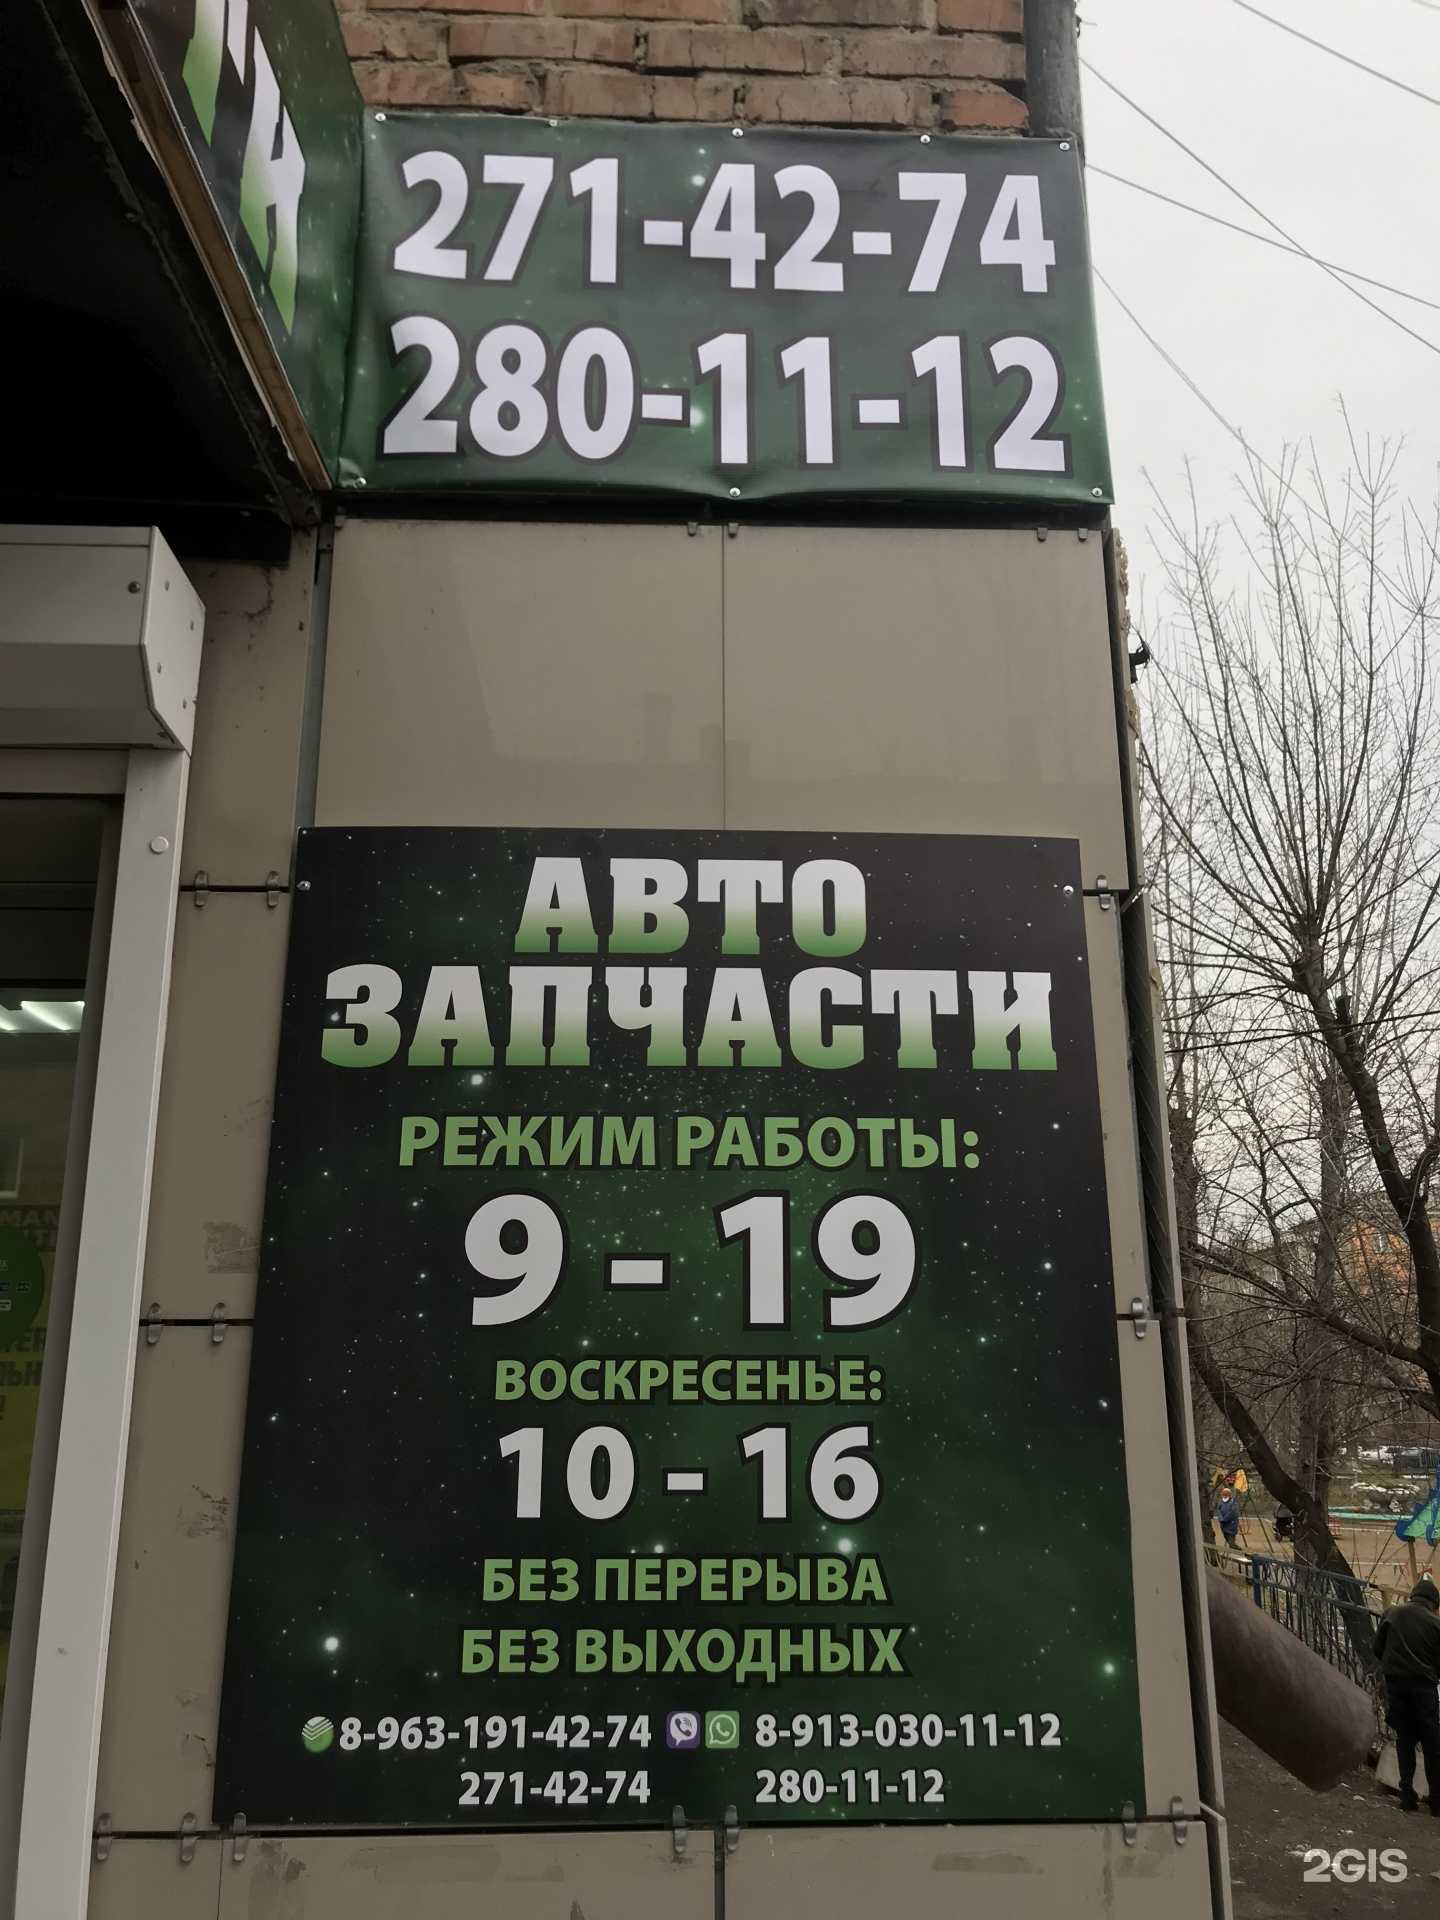 271-42-74
280-11-12
АВТО
ЗАПЧАСТИ
РЕЖИМ РАБОТЫ:
9 - 19
ВОСКРЕСЕНЬЕ:
10 - 16
БЕЗ ПЕРЕРЫВА
БЕЗ ВЫХОДНЫХ
8-963-191-42-74 8-913-030-11-12
271-42-74 280-11-12
2GIS